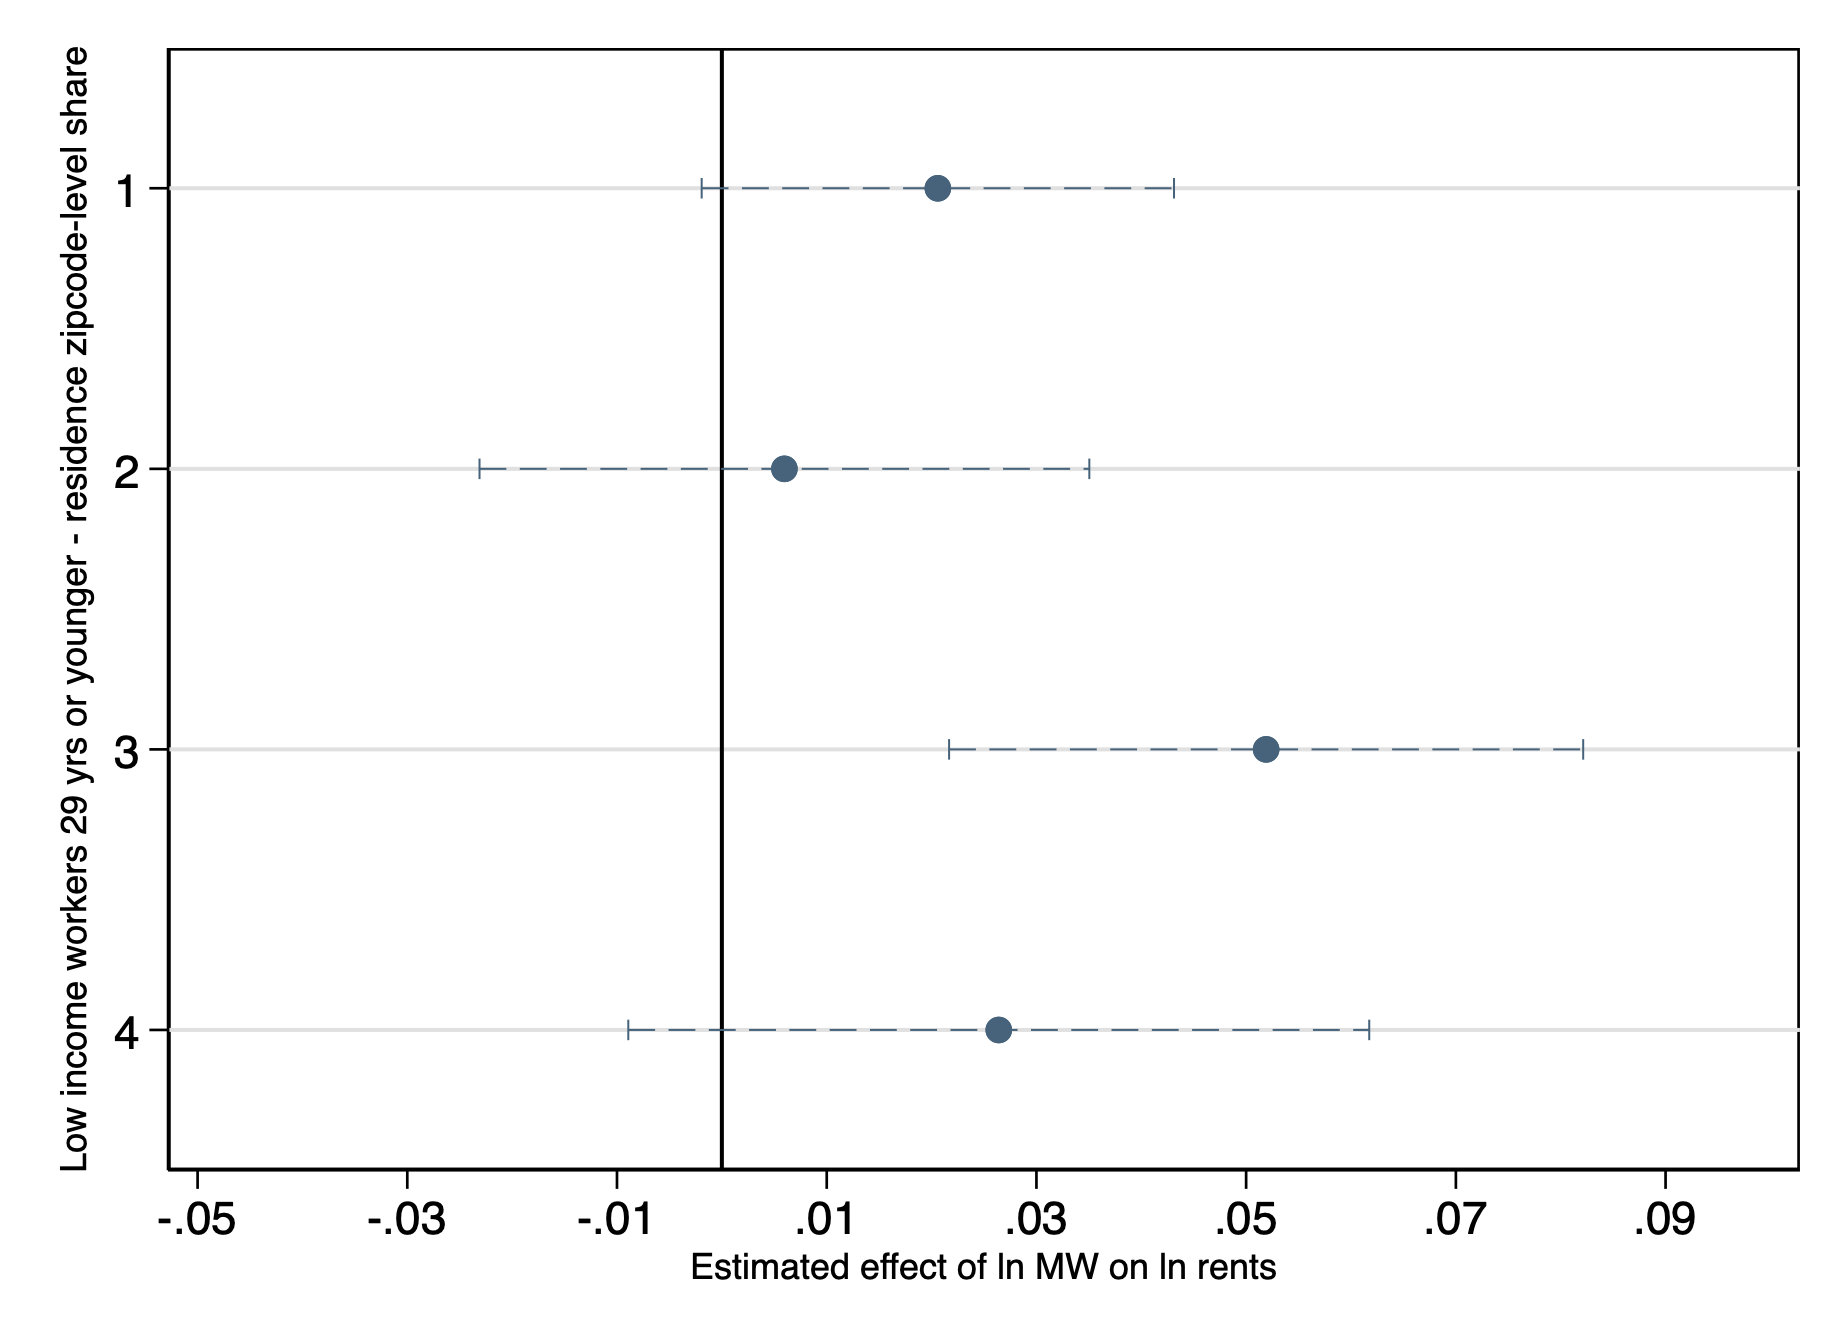 Low income workers 29 yrs or younger - residence zipcode-level share
1
2
3
4
-.05 -.03 -.01 .01 .03 .05 .07 .09
Estimated effect of ln MW on ln rents